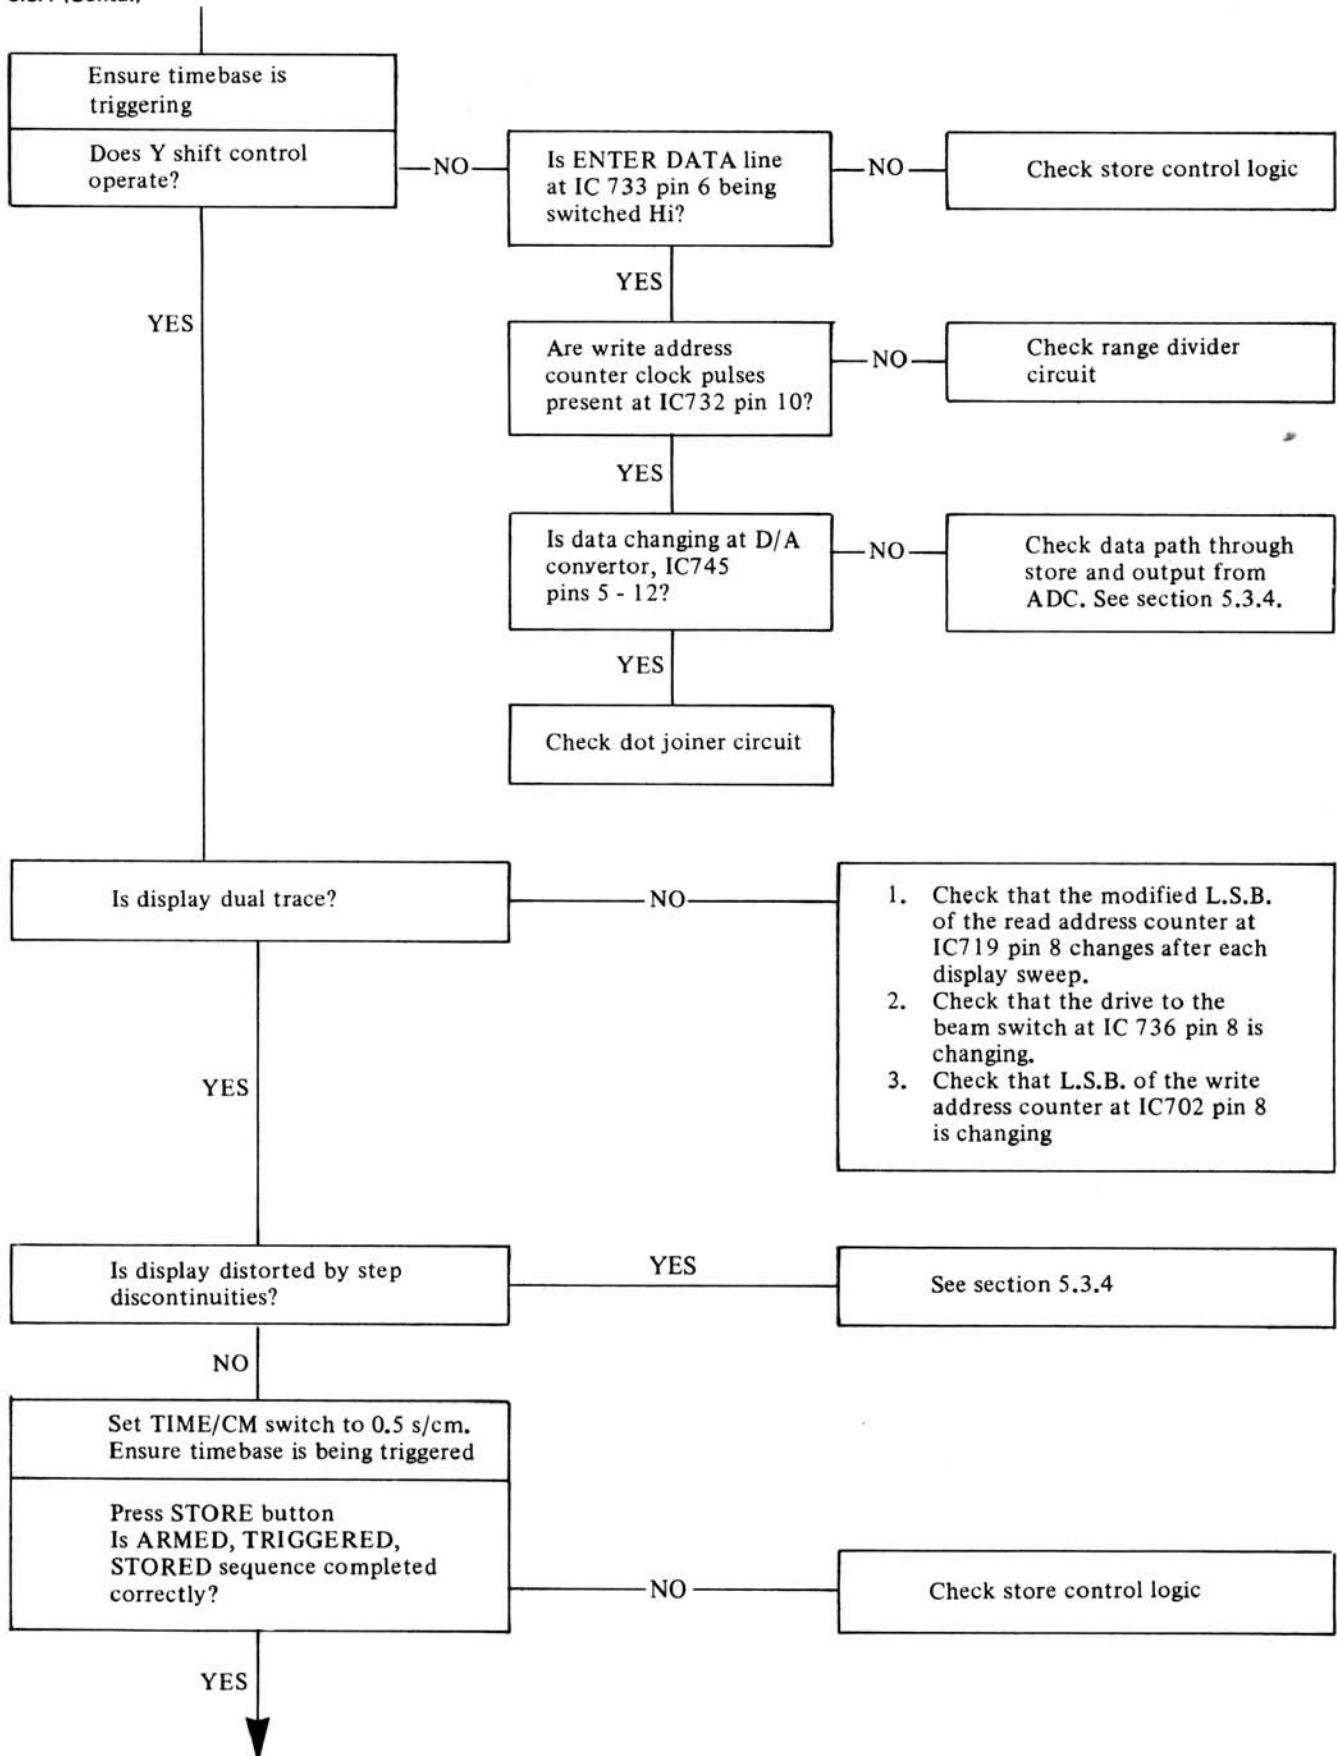 Ensure timebase is
triggering
Does Y shift control
operate?
NO
Is ENTER DATA line
at IC 733 pin 6 being
switched Hi?
NO
Check store control logic
YES
YES
Are write address
counter clock pulses
present at IC732 pin 10?
NO
Check range divider
circuit
YES
Is data changing at D/A
convertor, IC745
pins 5 - 12?
NO
Check data path through
store and output from
ADC. See section 5.3.4.
YES
Check dot joiner circuit
Is display dual trace?
NO
1. Check that the modified L.S.B.
of the read address counter at
IC719 pin 8 changes after each
display sweep.
2. Check that the drive to the
beam switch at IC 736 pin 8 is
changing.
3. Check that L.S.B. of the write
address counter at IC702 pin 8
is changing
YES
Is display distorted by step
discontinuities?
YES
See section 5.3.4
NO
Set TIME/CM switch to 0.5 s/cm.
Ensure timebase is being triggered
Press STORE button
Is ARMED, TRIGGERED,
STORED sequence completed
correctly?
NO
Check store control logic
YES